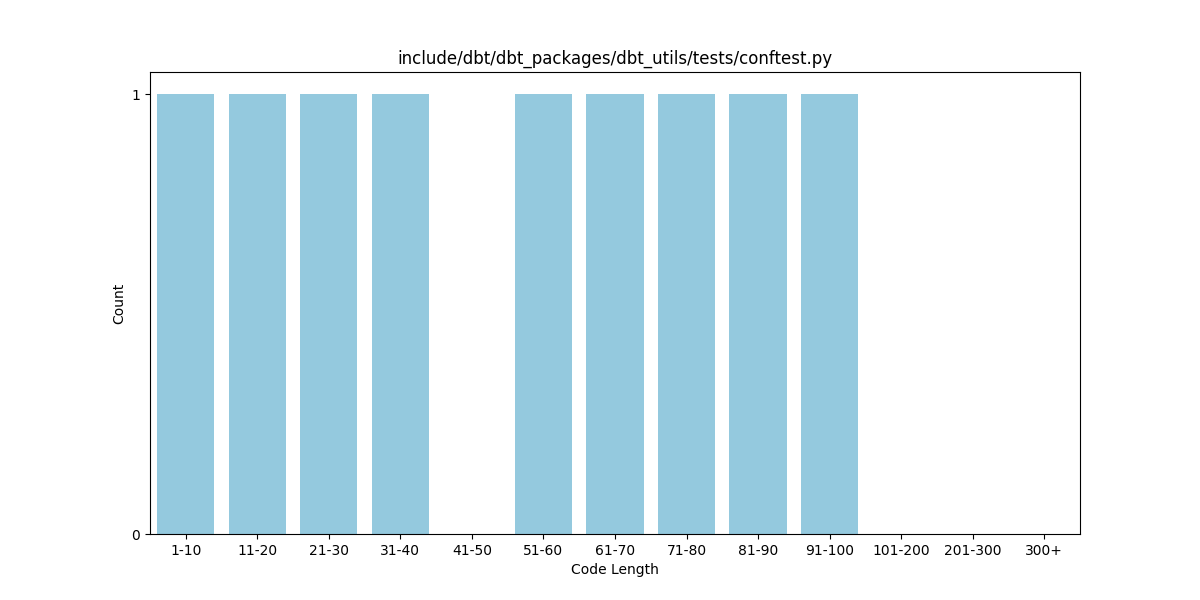 include/dbt/dbt_packages/dbt_utils/tests/conftest.py
1
Count
0
1-10 11-20 21-30 31-40 41-50 51-60 61-70 71-80 81-90 91-100 101-200 201-300 300+
Code Length